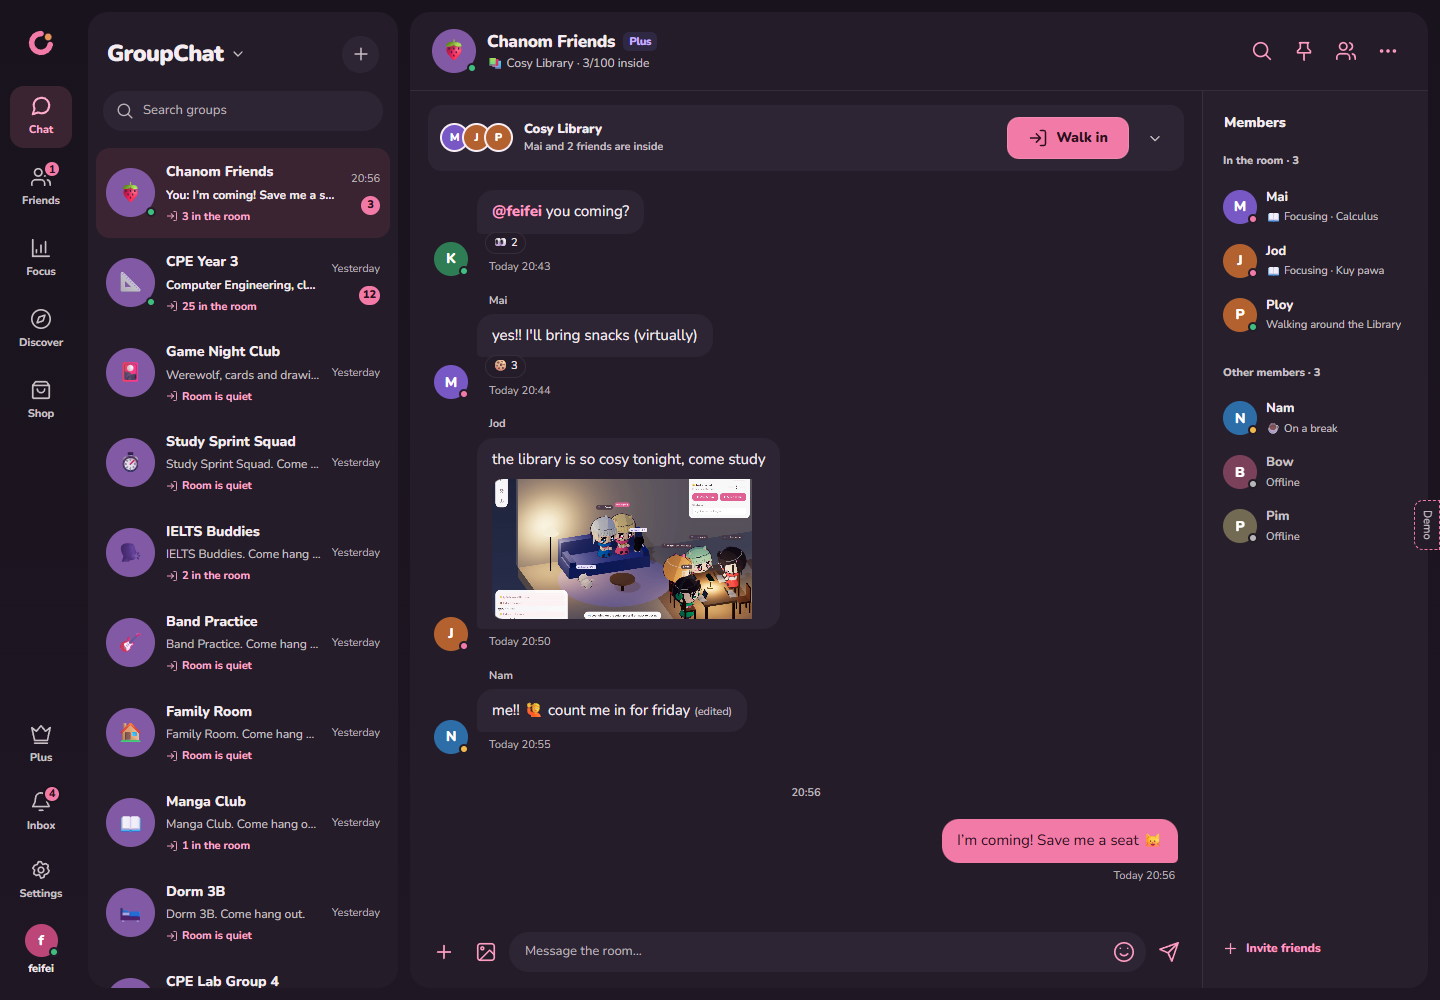 GroupChat
Search groups
Chat
1
Friends
Focus
Discover
Shop
Plus
4
Inbox
Settings
f
feifei
Chanom Friends
20:56
You: I'm coming! Save me a s...
3
3 in the room
CPE Year 3
Yesterday
Computer Engineering, cl...
12
25 in the room
Game Night Club
Werewolf, cards and drawi...
Yesterday
Room is quiet
Study Sprint Squad
Study Sprint Squad. Come ...
Yesterday
Room is quiet
IELTS Buddies
IELTS Buddies. Come hang ...
Yesterday
2 in the room
Band Practice
Band Practice. Come hang ...
Yesterday
Room is quiet
Family Room
Family Room. Come hang ...
Yesterday
Room is quiet
Manga Club
Manga Club. Come hang o...
Yesterday
1 in the room
Dorm 3B
Dorm 3B. Come hang out.
Yesterday
Room is quiet
CPE Lab Group 4
Chanom Friends Plus
Cosy Library · 3/100 inside
M J P
Cosy Library
Mai and 2 friends are inside
Walk in
@feifei you coming?
2
K
Today 20:43
Mai
yes!! I'll bring snacks (virtually)
3
M
Today 20:44
Jod
the library is so cosy tonight, come study
J
Today 20:50
Nam
me!! count me in for friday (edited)
N
Today 20:55
20:56
I'm coming! Save me a seat
Today 20:56
Message the room...
Members
In the room · 3
M
Mai
Focusing · Calculus
J
Jod
Focusing · Kuy pawa
P
Ploy
Walking around the Library
Other members · 3
N
Nam
On a break
B
Bow
Offline
P
Pim
Offline
Invite friends
Demo